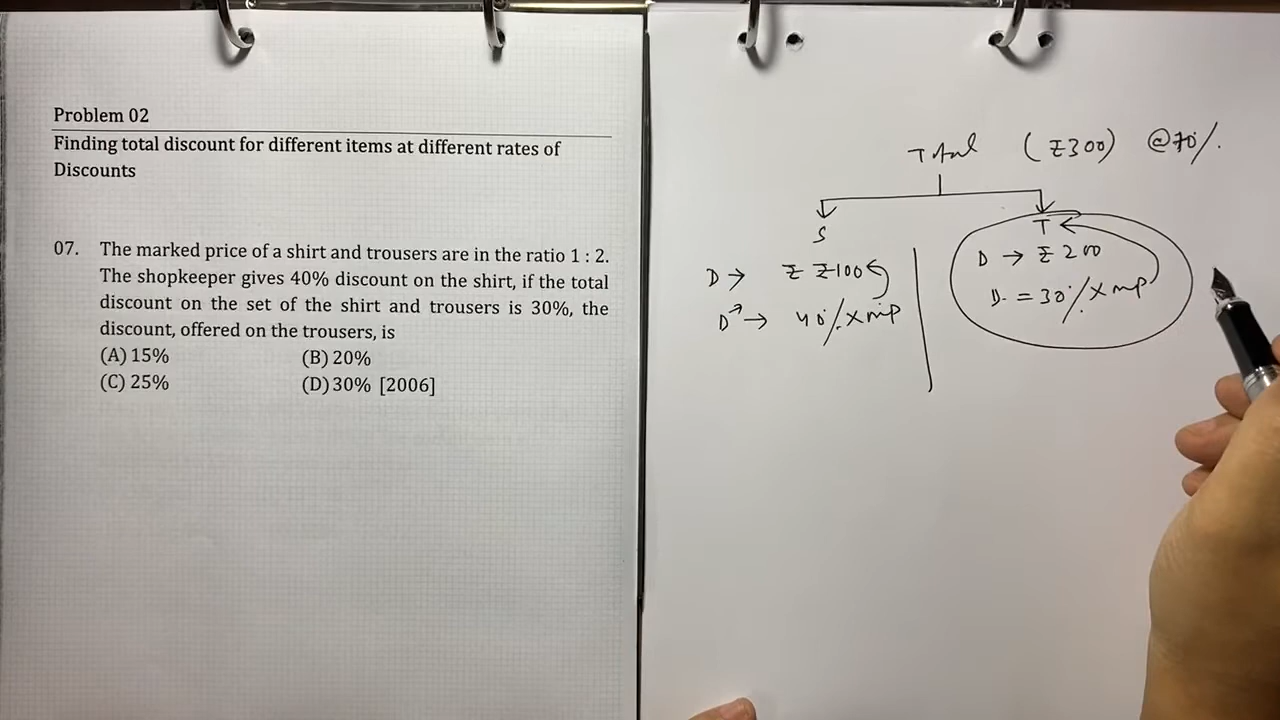 Problem 02
Finding total discount for different items at different rates of
Discounts
07. The marked price of a shirt and trousers are in the ratio 1 : 2.
The shopkeeper gives 40% discount on the shirt, if the total
discount on the set of the shirt and trousers is 30%, the
discount, offered on the trousers, is
(A) 15% (B) 20%
(C) 25% (D) 30% [2006]
Total (₹300) @70%.
S T
D → ₹ ₹100
D → 40% × mp
D → ₹ 200
D. = 30% × mp